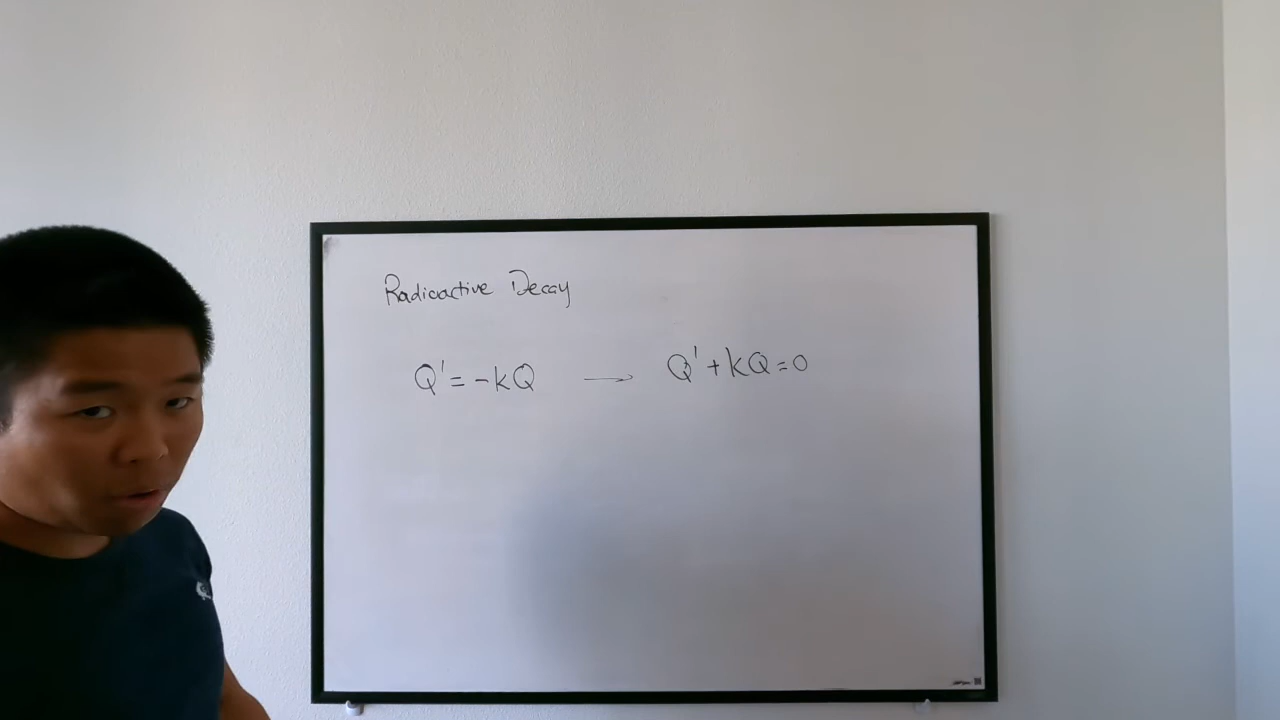 Radioactive Decay
Q' = -kQ → Q' + kQ = 0